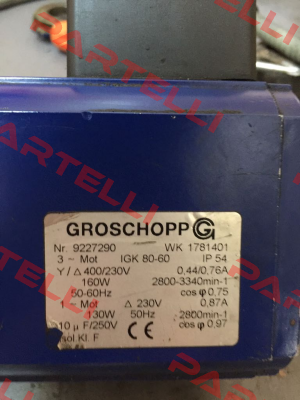 PARTELLI
GROSCHOPP G
Nr. 9227290 WK 1781401
3 ~ Mot IGK 80-60 IP 54
Y / Δ 400/230V 0,44/0,76A
160W 2800-3340min-1
50-60Hz cos φ 0.75
1 ~ Mot Δ 230V 0,87A
130W 50Hz 2800min-1
10 µ F/250V CE cos φ 0.97
sol.Kl. F